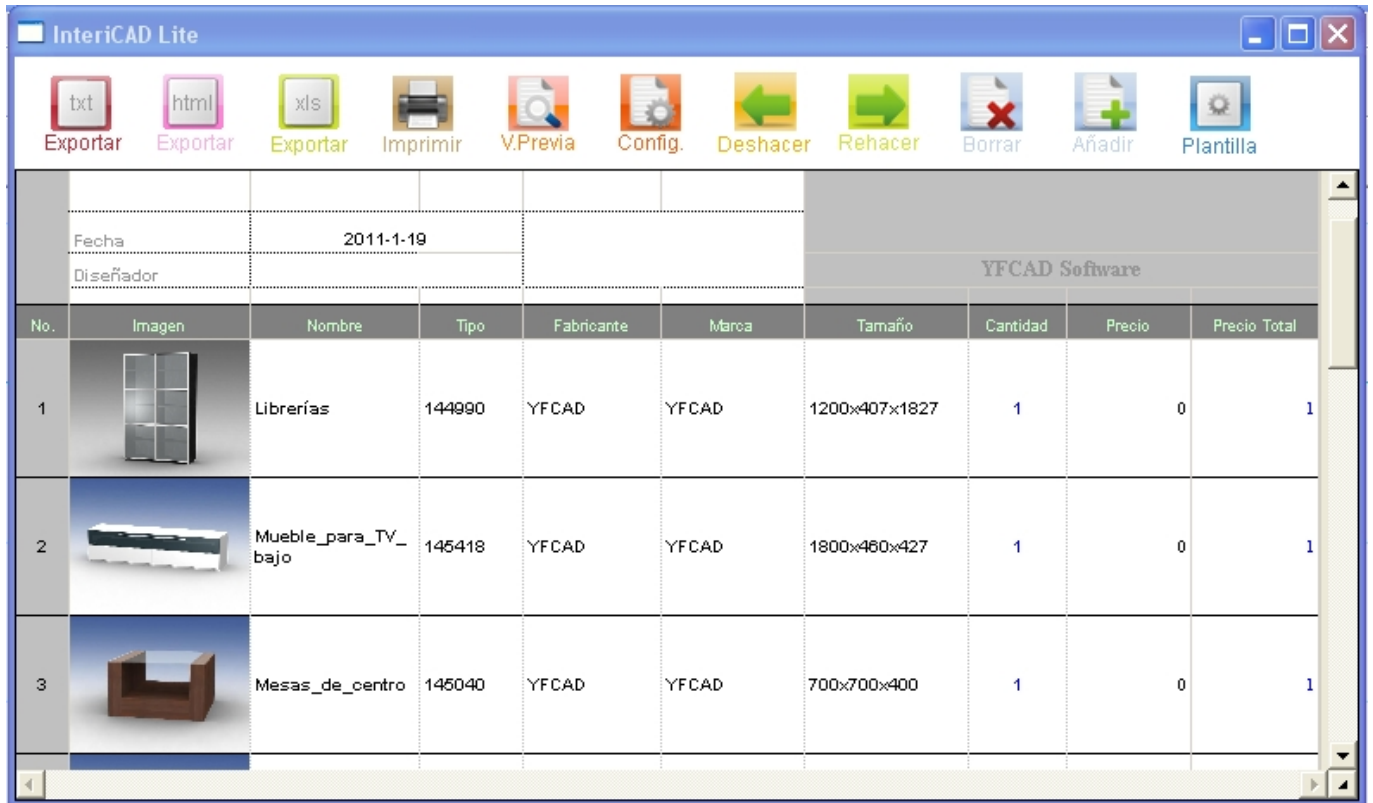 InteriCAD Lite
txt html xls
Exportar Exportar Exportar Imprimir V.Previa Config. Deshacer Rehacer Borrar Añadir Plantilla
Fecha 2011-1-19
Diseñador YFCAD Software
No. Imagen Nombre Tipo Fabricante Marca Tamaño Cantidad Precio Precio Total
1 Librerías 144990 YFCAD YFCAD 1200x407x1827 1 0 1
2 Mueble_para_TV_ 145418 YFCAD YFCAD 1800x460x427 1 0 1
bajo
3 Mesas_de_centro 145040 YFCAD YFCAD 700x700x400 1 0 1